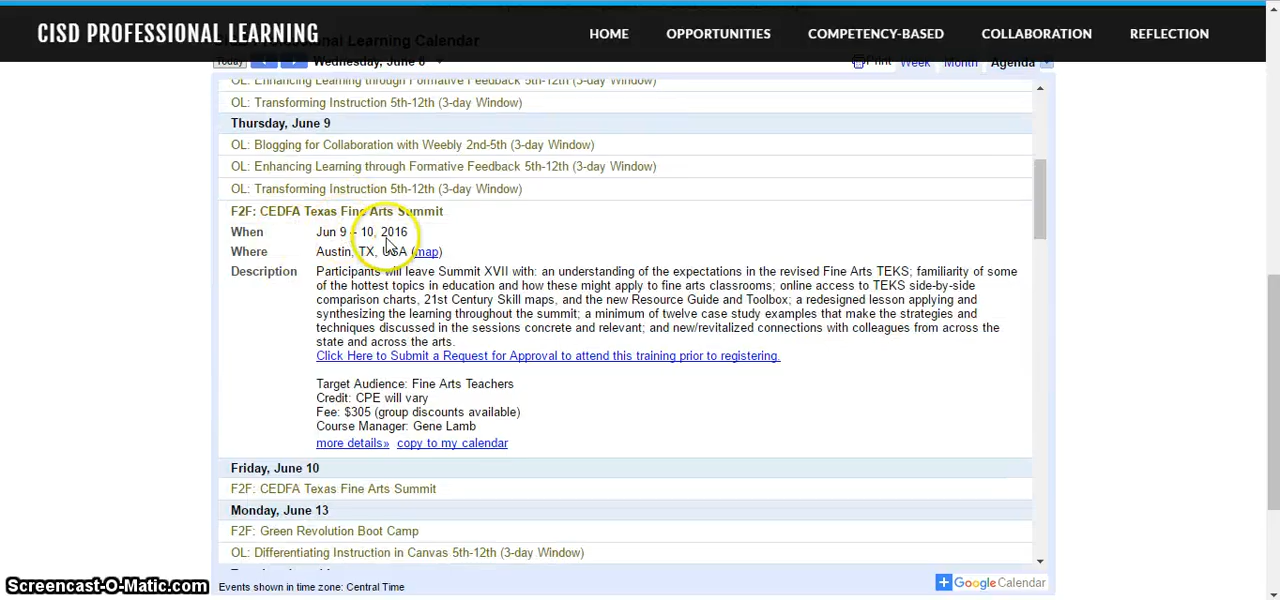 CISD PROFESSIONAL LEARNING
HOME OPPORTUNITIES COMPETENCY-BASED COLLABORATION REFLECTION
CISD Professional Learning Calendar
Today Wednesday, June 8 Print Week Month Agenda
OL: Enhancing Learning through Formative Feedback 5th-12th (3-day Window)
OL: Transforming Instruction 5th-12th (3-day Window)
Thursday, June 9
OL: Blogging for Collaboration with Weebly 2nd-5th (3-day Window)
OL: Enhancing Learning through Formative Feedback 5th-12th (3-day Window)
OL: Transforming Instruction 5th-12th (3-day Window)
F2F: CEDFA Texas Fine Arts Summit
When Jun 9 – 10, 2016
Where Austin, TX, USA (map)
Description Participants will leave Summit XVII with: an understanding of the expectations in the revised Fine Arts TEKS; familiarity of some
of the hottest topics in education and how these might apply to fine arts classrooms; online access to TEKS side-by-side
comparison charts, 21st Century Skill maps, and the new Resource Guide and Toolbox; a redesigned lesson applying and
synthesizing the learning throughout the summit; a minimum of twelve case study examples that make the strategies and
techniques discussed in the sessions concrete and relevant; and new/revitalized connections with colleagues from across the
state and across the arts.
Click Here to Submit a Request for Approval to attend this training prior to registering.
Target Audience: Fine Arts Teachers
Credit: CPE will vary
Fee: $305 (group discounts available)
Course Manager: Gene Lamb
more details» copy to my calendar
Friday, June 10
F2F: CEDFA Texas Fine Arts Summit
Monday, June 13
F2F: Green Revolution Boot Camp
OL: Differentiating Instruction in Canvas 5th-12th (3-day Window)
Events shown in time zone: Central Time
Google Calendar
Screencast-O-Matic.com